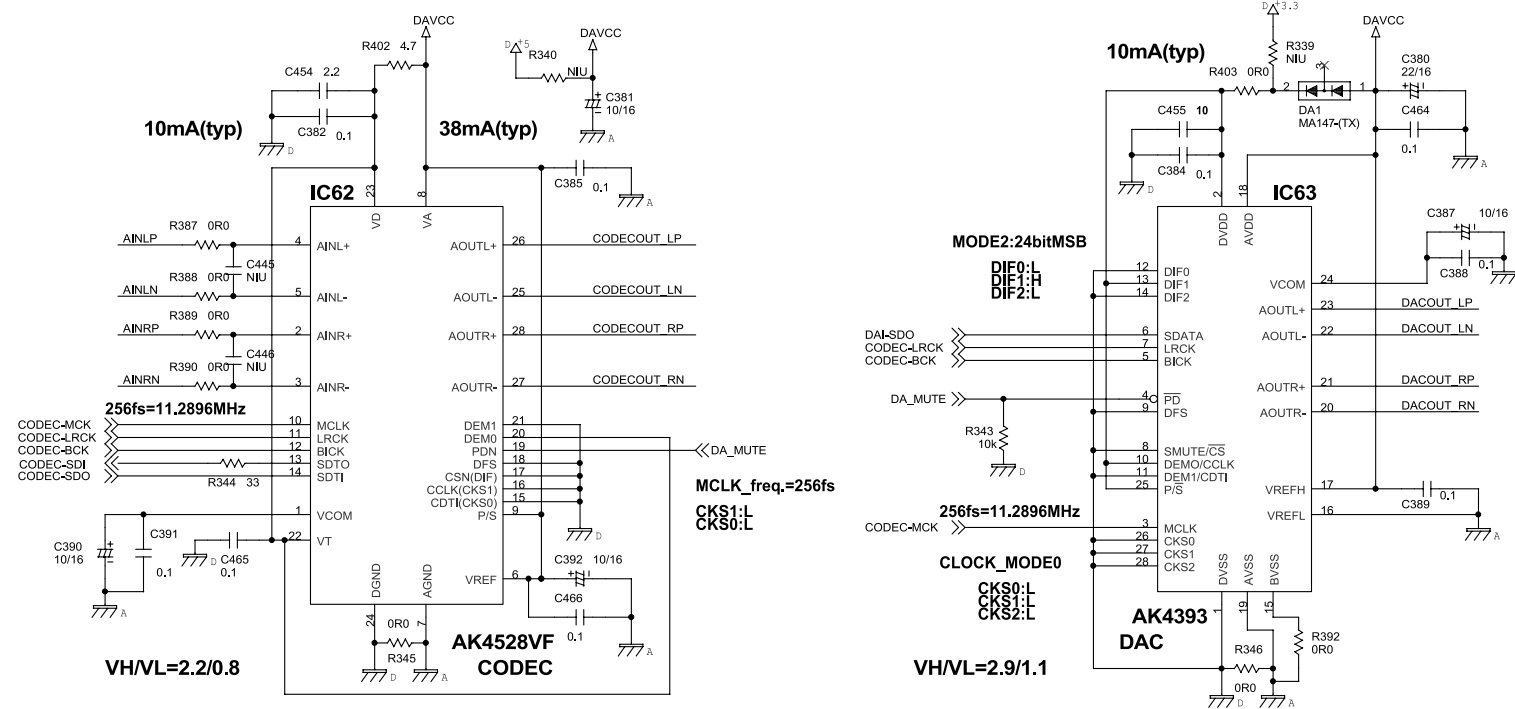 R402 4.7
DAVCC
D +5
R340
NIU
DAVCC
C381
10/16
A
C454 2.2
C382 0.1
D
10mA(typ)
38mA(typ)
C385 0.1
A
IC62
23
VD
8
VA
AINLP
R387 0R0
4 AINL+
C445
NIU
AINLN
R388 0R0
5 AINL-
AINRP
R389 0R0
2 AINR+
C446
NIU
AINRN
R390 0R0
3 AINR-
AOUTL+ 26 CODECOUT_LP
AOUTL- 25 CODECOUT_LN
AOUTR+ 28 CODECOUT_RP
AOUTR- 27 CODECOUT_RN
256fs=11.2896MHz
CODEC-MCK 10 MCLK
CODEC-LRCK 11 LRCK
CODEC-BCK 12 BICK
CODEC-SDI 13 SDTO
CODEC-SDO 14 SDTI
R344 33
DEM1 21
DEM0 20
PDN 19
DFS 18
CSN(DIF) 17
CCLK(CKS1) 16
CDTI(CKS0) 15
P/S 9
DA_MUTE
MCLK_freq.=256fs
CKS1:L
CKS0:L
D
1 VCOM
22 VT
C390
10/16
C391
0.1
A
D
C465
0.1
VREF 6
C392 10/16
C466
0.1
A
DGND
24
AGND
7
0R0
R345
D
A
AK4528VF
CODEC
VH/VL=2.2/0.8
D +3.3
R339
NIU
DAVCC
10mA(typ)
R403 0R0
2
3
1
DA1
MA147-(TX)
C380
22/16
C464
0.1
A
C455 10
C384 0.1
D
IC63
2
DVDD
18
AVDD
C387 10/16
C388 0.1
A
MODE2:24bitMSB
DIF0:L
DIF1:H
DIF2:L
12 DIF0
13 DIF1
14 DIF2
VCOM 24
AOUTL+ 23 DACOUT_LP
AOUTL- 22 DACOUT_LN
AOUTR+ 21 DACOUT_RP
AOUTR- 20 DACOUT_RN
DAI-SDO 6 SDATA
CODEC-LRCK 7 LRCK
CODEC-BCK 5 BICK
DA_MUTE 4 PD
9 DFS
R343
10k
D
8 SMUTE/CS
10 DEMO/CCLK
11 DEM1/CDTI
25 P/S
VREFH 17
VREFL 16
C389 0.1
A
256fs=11.2896MHz
CODEC-MCK 3 MCLK
26 CKS0
27 CKS1
28 CKS2
CLOCK_MODE0
CKS0:L
CKS1:L
CKS2:L
DVSS
1
AVSS
19
BVSS
15
AK4393
DAC
R392
0R0
R346
0R0
D
A
VH/VL=2.9/1.1